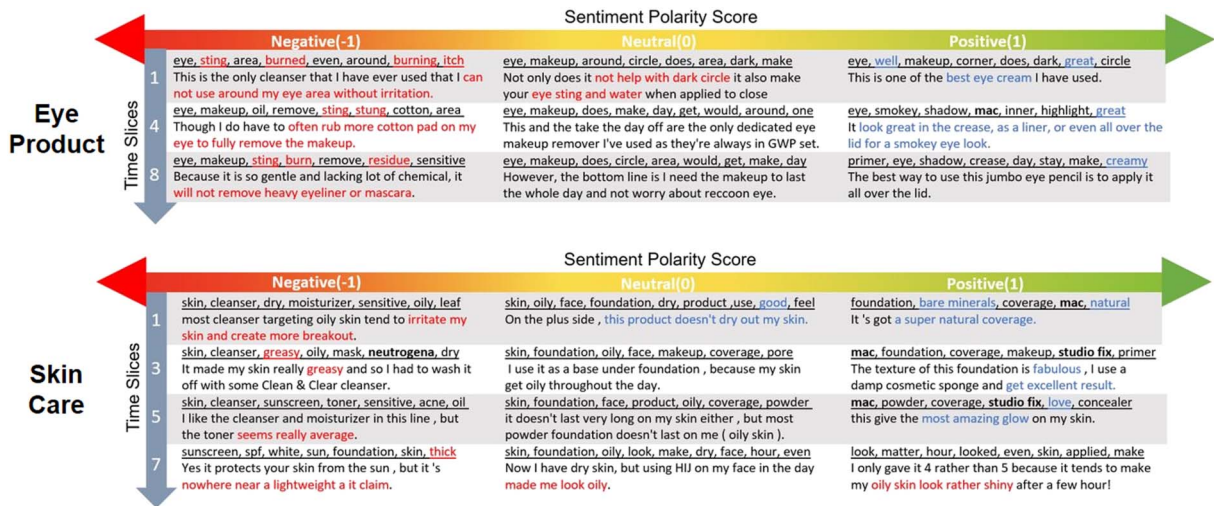 Sentiment Polarity Score
Negative(-1)
Neutral(0)
Positive(1)
Eye
Product
Time Slices
1
eye, sting, area, burned, even, around, burning, itch
This is the only cleanser that I have ever used that I can
not use around my eye area without irritation.
eye, makeup, around, circle, does, area, dark, make
Not only does it not help with dark circle it also make
your eye sting and water when applied to close
eye, well, makeup, corner, does, dark, great, circle
This is one of the best eye cream I have used.
4
eye, makeup, oil, remove, sting, stung, cotton, area
Though I do have to often rub more cotton pad on my
eye to fully remove the makeup.
eye, makeup, does, make, day, get, would, around, one
This and the take the day off are the only dedicated eye
makeup remover I've used as they're always in GWP set.
eye, smokey, shadow, mac, inner, highlight, great
It look great in the crease, as a liner, or even all over the
lid for a smokey eye look.
8
eye, makeup, sting, burn, remove, residue, sensitive
Because it is so gentle and lacking lot of chemical, it
will not remove heavy eyeliner or mascara.
eye, makeup, does, circle, area, would, get, make, day
However, the bottom line is I need the makeup to last
the whole day and not worry about reccoon eye.
primer, eye, shadow, crease, day, stay, make, creamy
The best way to use this jumbo eye pencil is to apply it
all over the lid.
Sentiment Polarity Score
Negative(-1)
Neutral(0)
Positive(1)
Skin
Care
Time Slices
1
skin, cleanser, dry, moisturizer, sensitive, oily, leaf
most cleanser targeting oily skin tend to irritate my
skin and create more breakout.
skin, oily, face, foundation, dry, product ,use, good, feel
On the plus side , this product doesn't dry out my skin.
foundation, bare minerals, coverage, mac, natural
It 's got a super natural coverage.
3
skin, cleanser, greasy, oily, mask, neutrogena, dry
It made my skin really greasy and so I had to wash it
off with some Clean & Clear cleanser.
skin, foundation, oily, face, makeup, coverage, pore
I use it as a base under foundation , because my skin
get oily throughout the day.
mac, foundation, coverage, makeup, studio fix, primer
The texture of this foundation is fabulous , I use a
damp cosmetic sponge and get excellent result.
5
skin, cleanser, sunscreen, toner, sensitive, acne, oil
I like the cleanser and moisturizer in this line , but
the toner seems really average.
skin, foundation, face, product, oily, coverage, powder
it doesn't last very long on my skin either , but most
powder foundation doesn't last on me ( oily skin ).
mac, powder, coverage, studio fix, love, concealer
this give the most amazing glow on my skin.
7
sunscreen, spf, white, sun, foundation, skin, thick
Yes it protects your skin from the sun , but it 's
nowhere near a lightweight a it claim.
skin, foundation, oily, look, make, dry, face, hour, even
Now I have dry skin, but using HIJ on my face in the day
made me look oily.
look, matter, hour, looked, even, skin, applied, make
I only gave it 4 rather than 5 because it tends to make
my oily skin look rather shiny after a few hour!